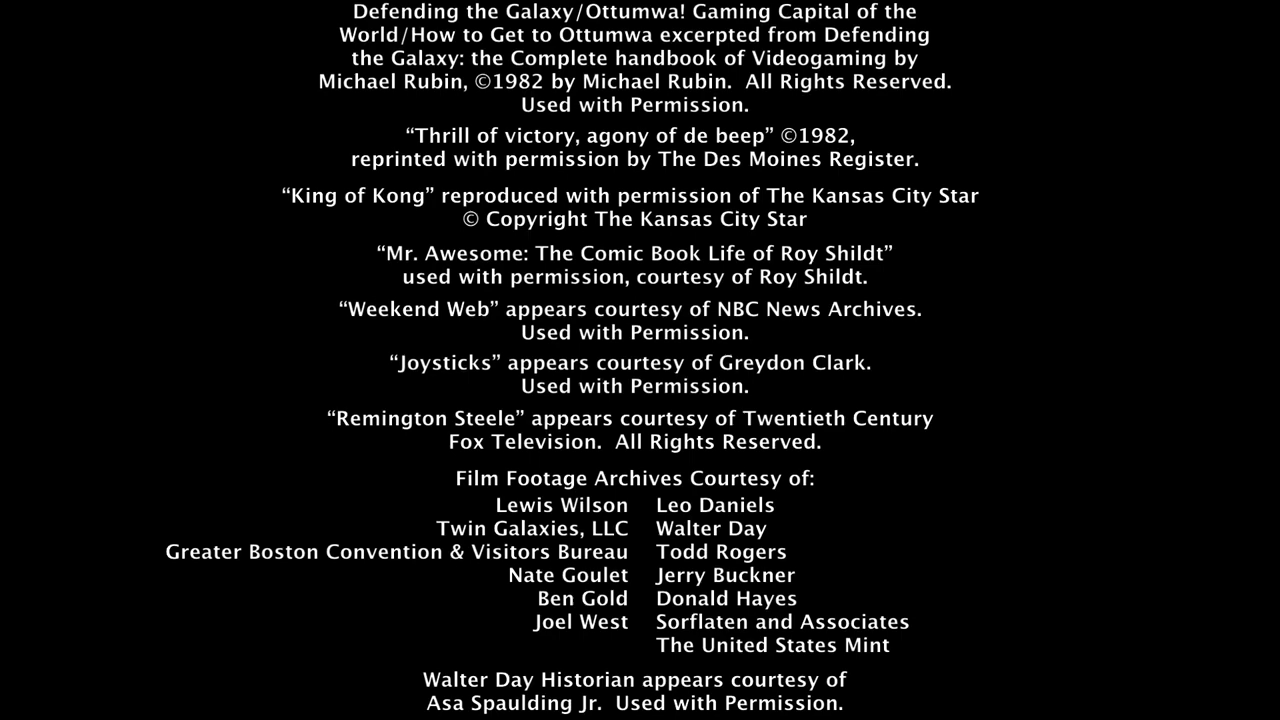 Defending the Galaxy/Ottumwa! Gaming Capital of the
World/How to Get to Ottumwa excerpted from Defending
the Galaxy: the Complete handbook of Videogaming by
Michael Rubin, ©1982 by Michael Rubin.  All Rights Reserved.
Used with Permission.
“Thrill of victory, agony of de beep” ©1982,
reprinted with permission by The Des Moines Register.
“King of Kong” reproduced with permission of The Kansas City Star
© Copyright The Kansas City Star
“Mr. Awesome: The Comic Book Life of Roy Shildt”
used with permission, courtesy of Roy Shildt.
“Weekend Web” appears courtesy of NBC News Archives.
Used with Permission.
“Joysticks” appears courtesy of Greydon Clark.
Used with Permission.
“Remington Steele” appears courtesy of Twentieth Century
Fox Television.  All Rights Reserved.
Film Footage Archives Courtesy of:
Lewis Wilson Leo Daniels
Twin Galaxies, LLC Walter Day
Greater Boston Convention & Visitors Bureau Todd Rogers
Nate Goulet Jerry Buckner
Ben Gold Donald Hayes
Joel West Sorflaten and Associates
The United States Mint
Walter Day Historian appears courtesy of
Asa Spaulding Jr.  Used with Permission.